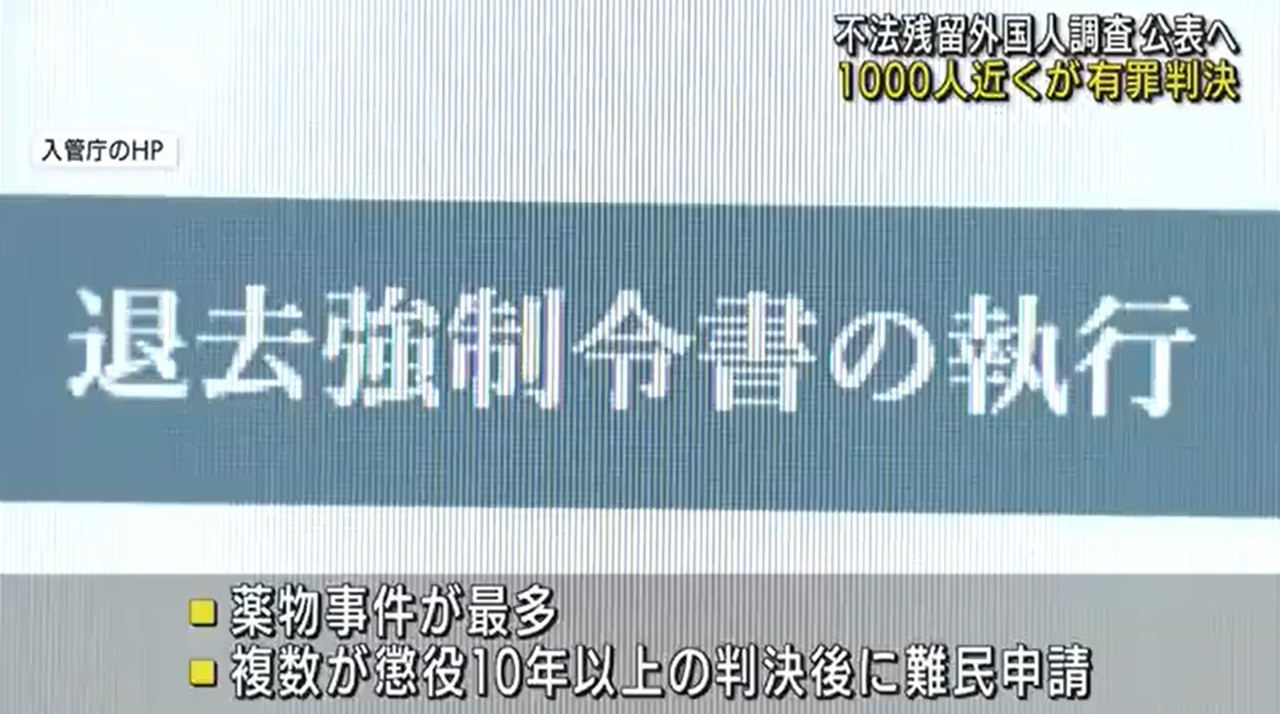 不法残留外国人調査 公表へ
1000人近くが有罪判決
入管庁のHP
退去強制令書の執行
■薬物事件が最多
■複数が懲役10年以上の判決後に難民申請